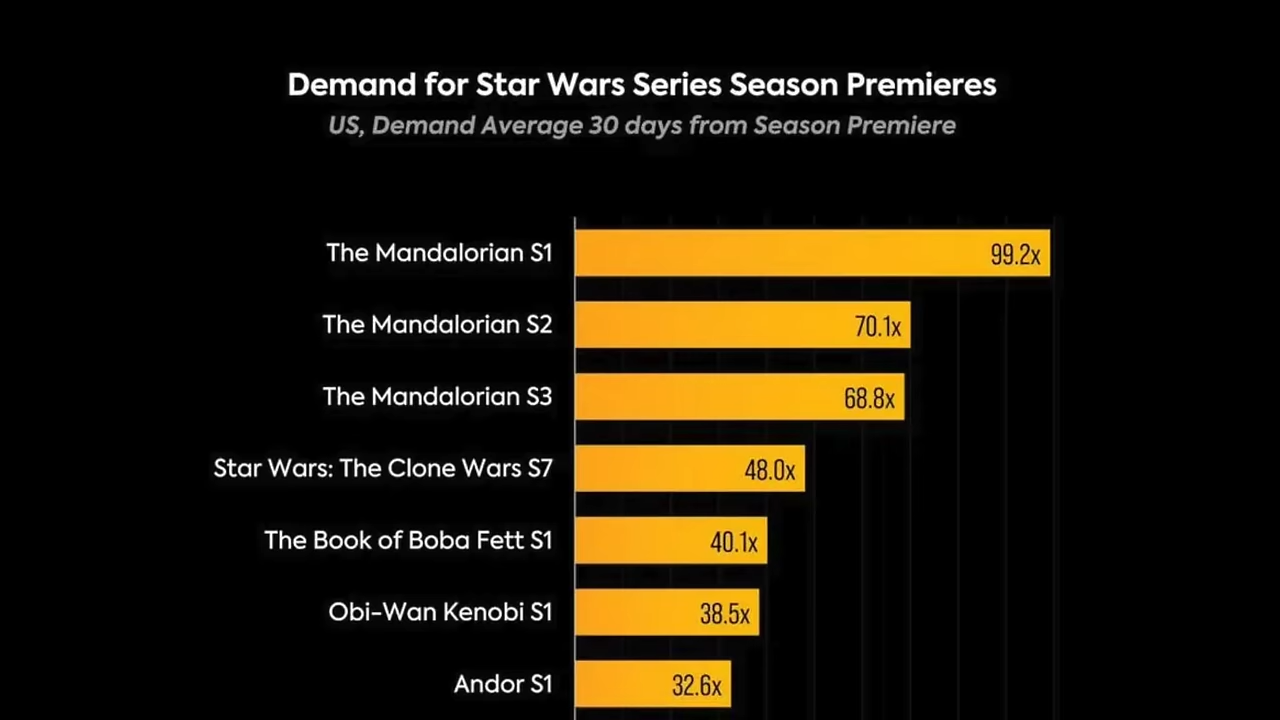 Demand for Star Wars Series Season Premieres
US, Demand Average 30 days from Season Premiere
The Mandalorian S1 99.2x
The Mandalorian S2 70.1x
The Mandalorian S3 68.8x
Star Wars: The Clone Wars S7 48.0x
The Book of Boba Fett S1 40.1x
Obi-Wan Kenobi S1 38.5x
Andor S1 32.6x